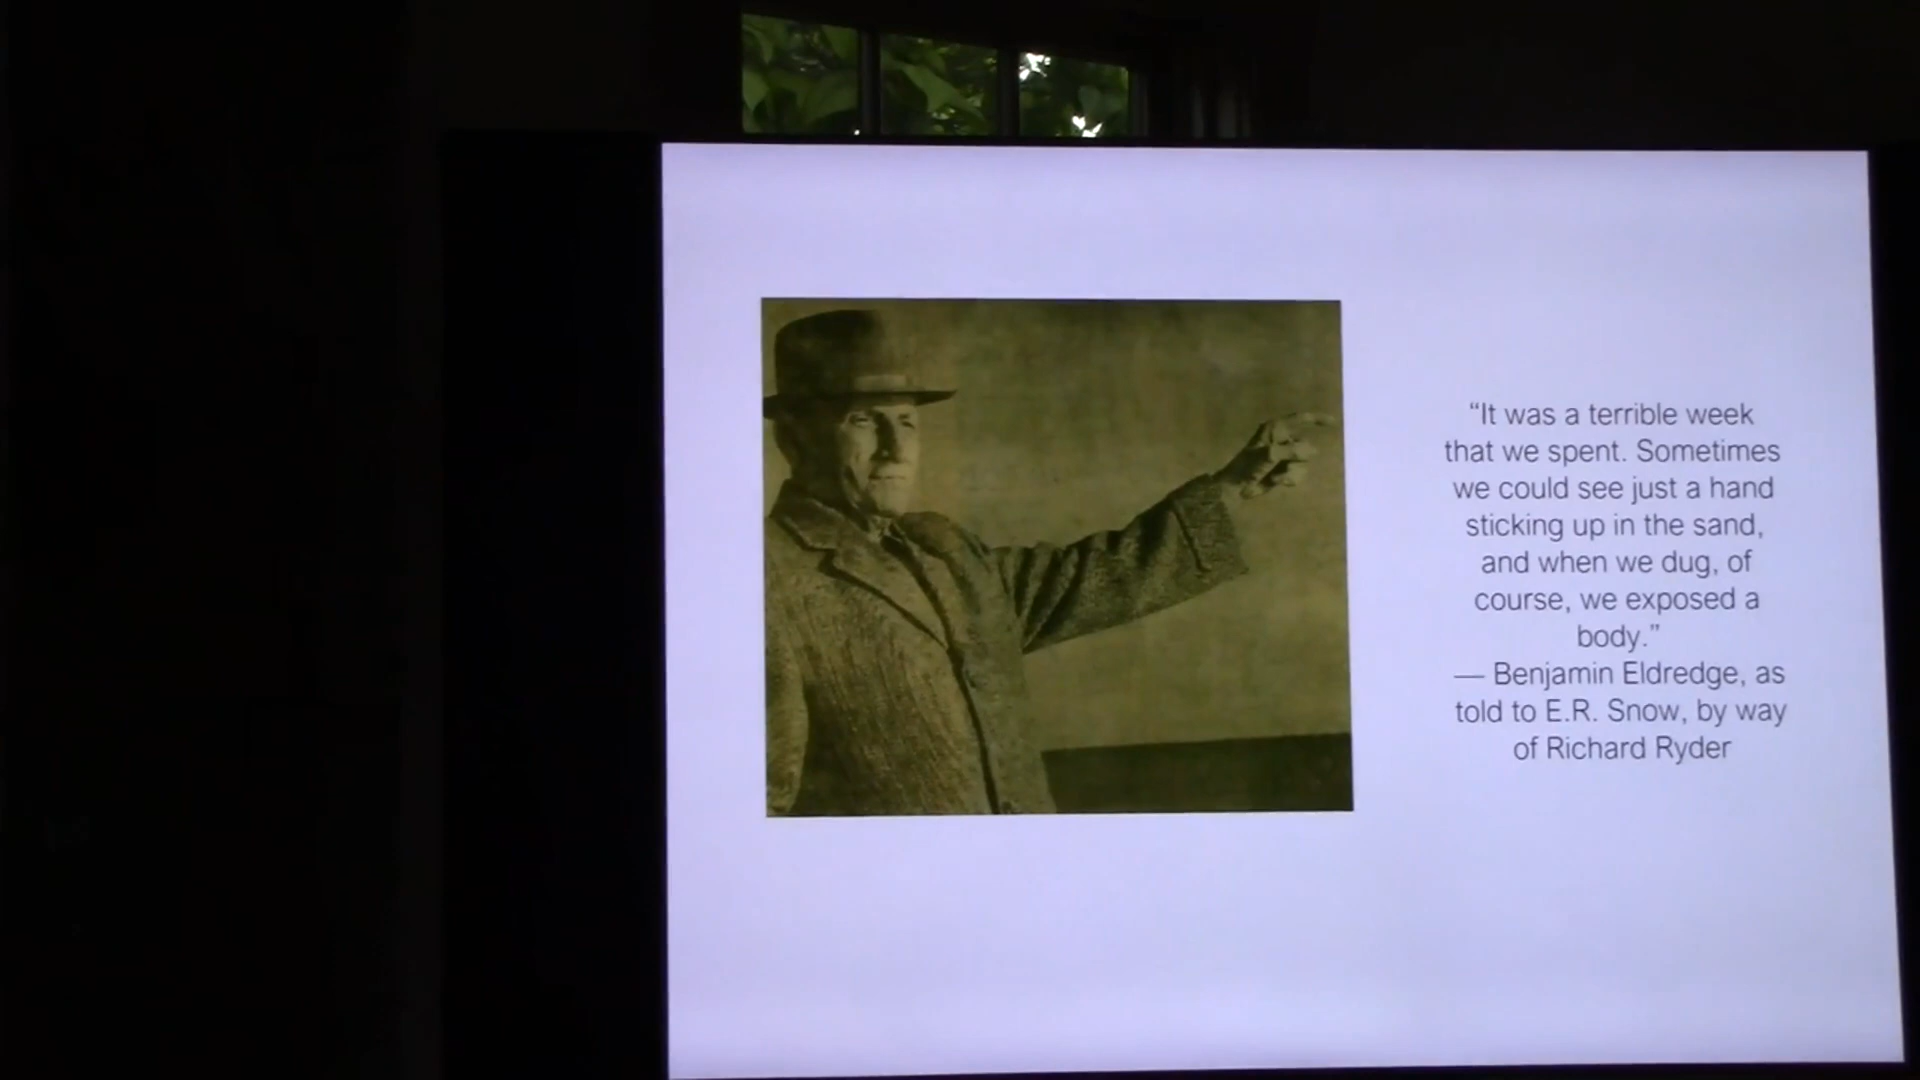 “It was a terrible week
that we spent. Sometimes
we could see just a hand
sticking up in the sand,
and when we dug, of
course, we exposed a
body.”
— Benjamin Eldredge, as
told to E.R. Snow, by way
of Richard Ryder